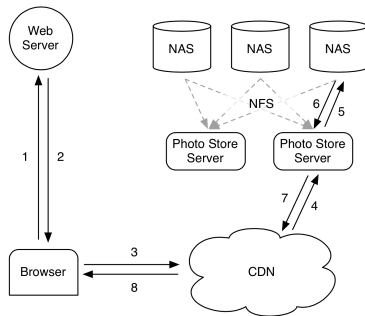 Web
Server
NAS
NAS
NAS
NFS
6
5
Photo Store
Server
Photo Store
Server
1
2
7
4
Browser
3
8
CDN